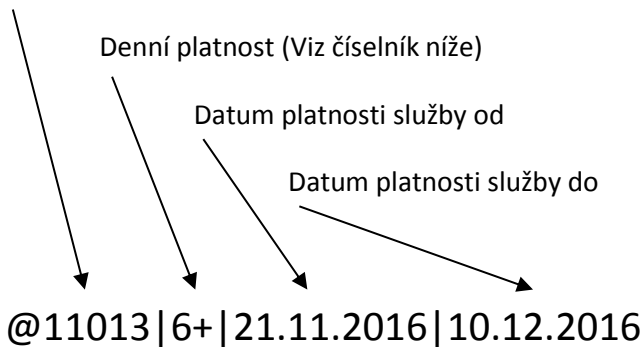 Denní platnost (Viz číselník níže)
Datum platnosti služby od
Datum platnosti služby do
@11013|6+|21.11.2016|10.12.2016